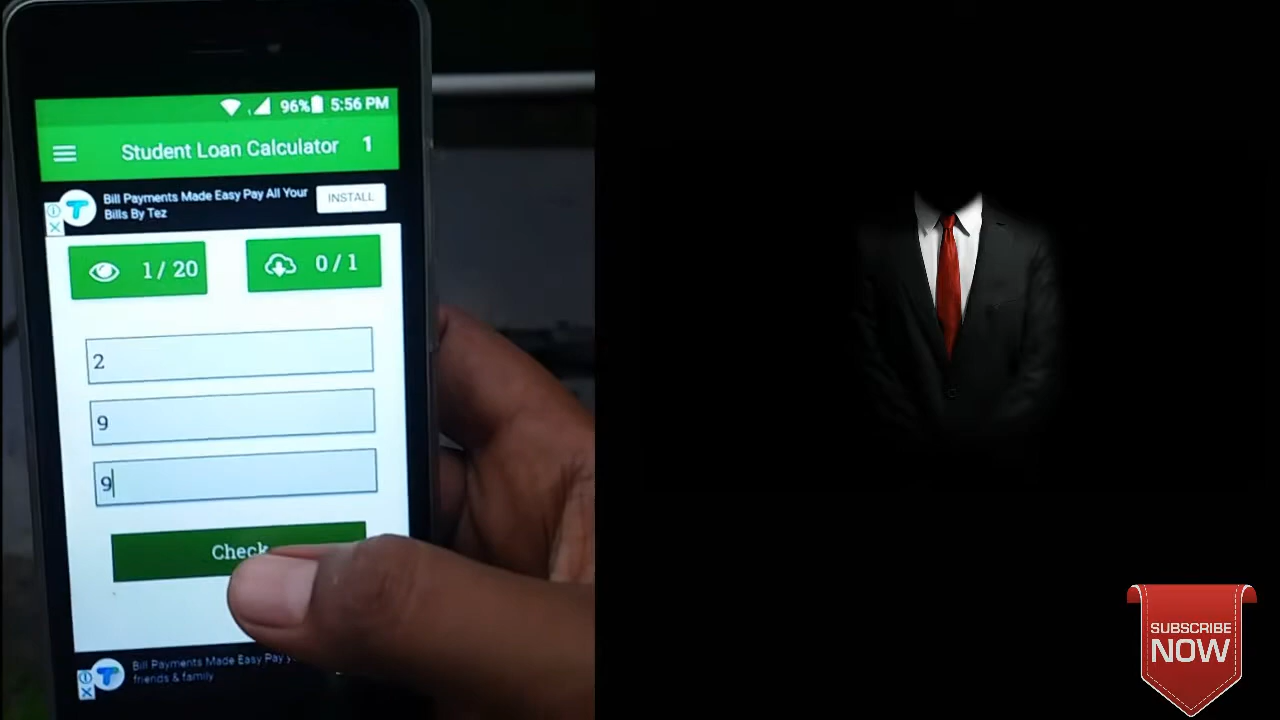 96% 5:56 PM
Student Loan Calculator 1
Bill Payments Made Easy Pay All Your
Bills By Tez
INSTALL
1 / 20
0 / 1
2
9
9
Check
Bill Payments Made Easy Pay
friends & family
SUBSCRIBE
NOW